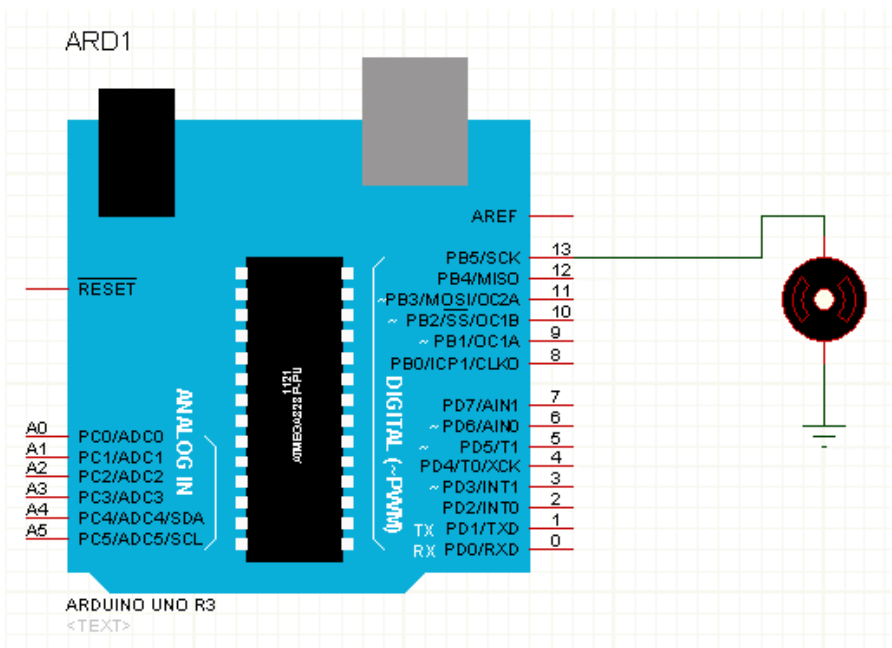 ARD1
AREF
13
PB5/SCK
12
PB4/MISO
11
~PB3/MOSI/OC2A
10
~ PB2/SS/OC1B
9
~ PB1/OC1A
8
PB0/ICP1/CLKO
RESET
1121
ATMEGA328P-PU
DIGITAL (~PWM)
ANALOG IN
7
PD7/AIN1
6
~ PD6/AIN0
5
~ PD5/T1
4
PD4/T0/XCK
3
~ PD3/INT1
2
PD2/INT0
1
TX PD1/TXD
0
RX PD0/RXD
A0 PC0/ADC0
A1 PC1/ADC1
A2 PC2/ADC2
A3 PC3/ADC3
A4 PC4/ADC4/SDA
A5 PC5/ADC5/SCL
ARDUINO UNO R3
<TEXT>